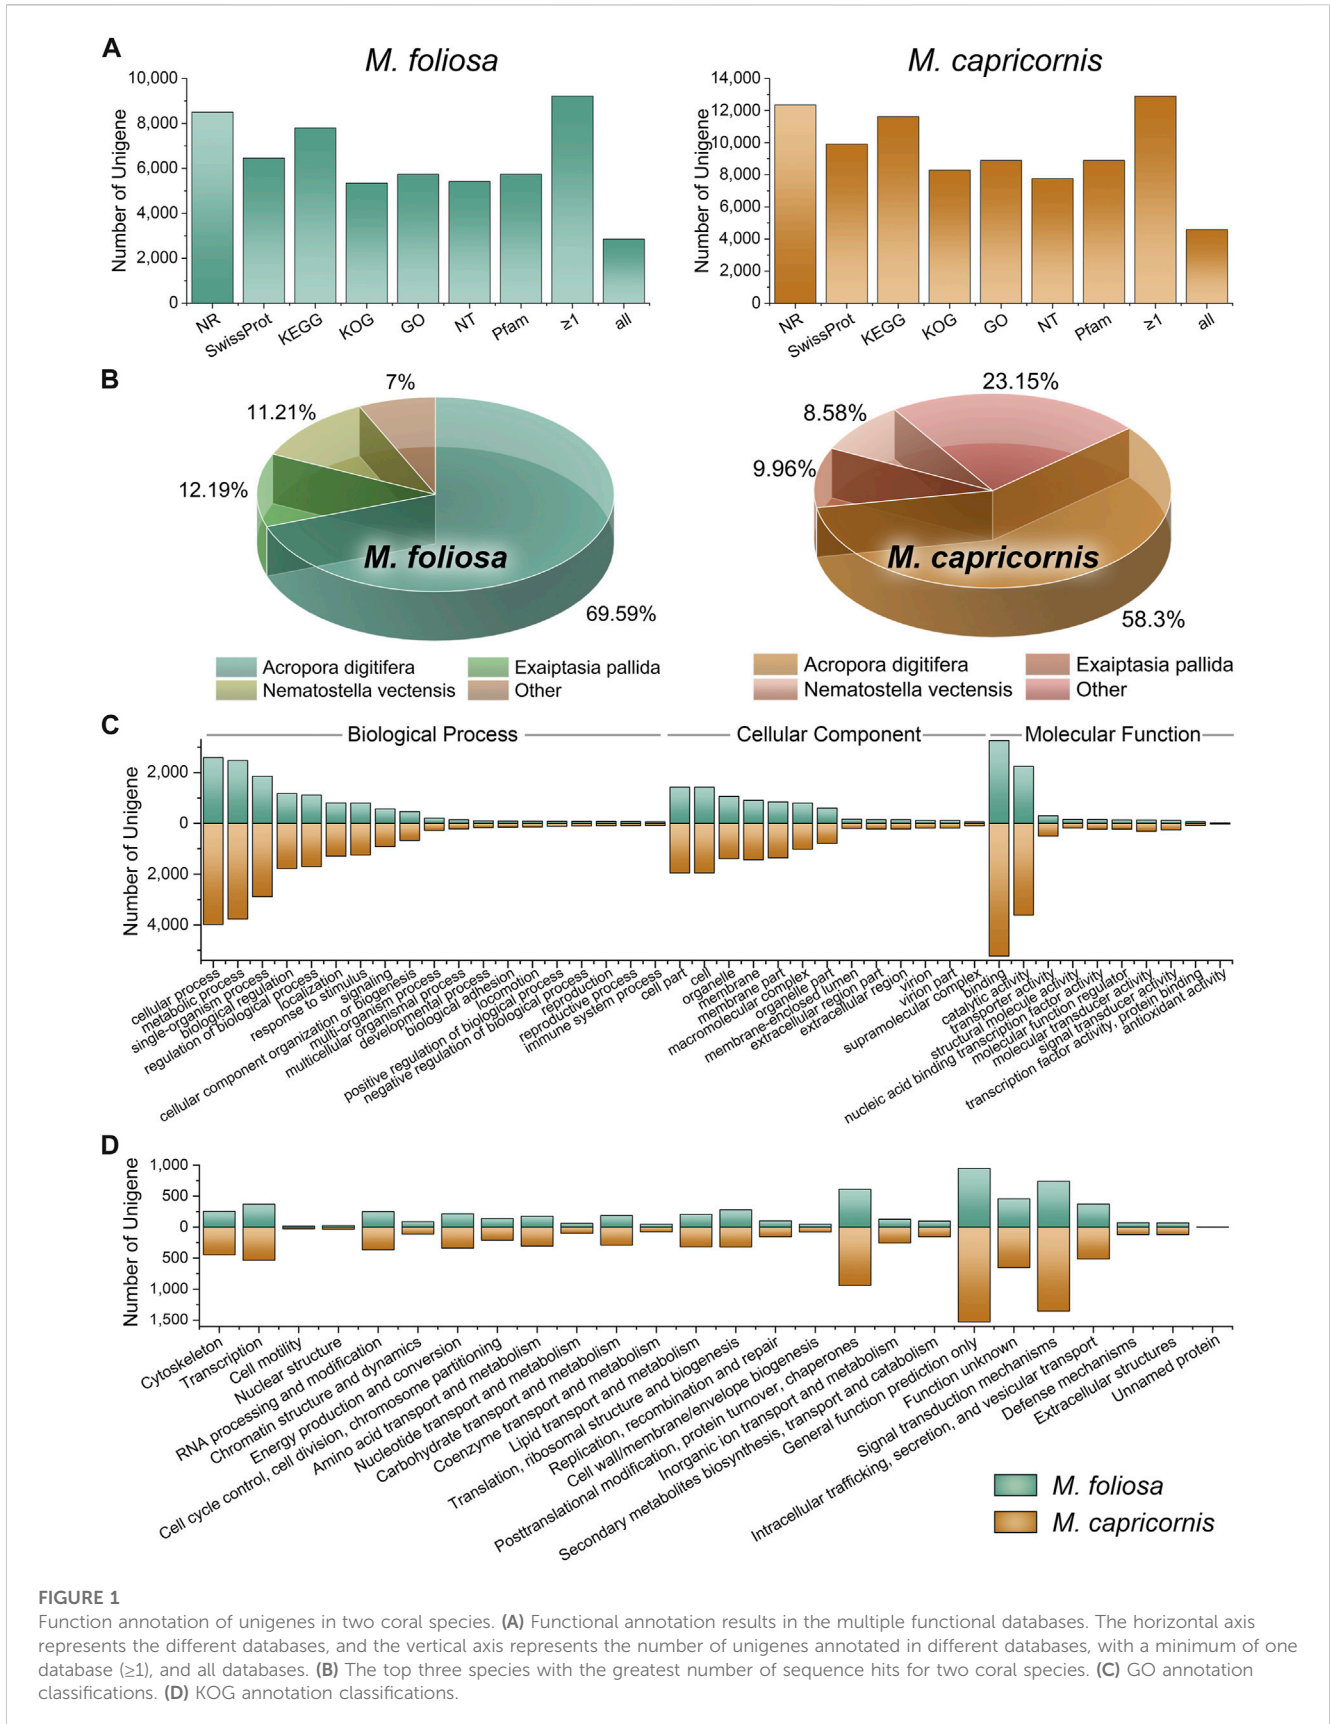 A
M. foliosa
M. capricornis
Number of Unigene
10,000
8,000
6,000
4,000
2,000
0
NR
SwissProt
KEGG
KOG
GO
NT
Pfam
≥1
all
Number of Unigene
14,000
12,000
10,000
8,000
6,000
4,000
2,000
0
NR
SwissProt
KEGG
KOG
GO
NT
Pfam
≥1
all
B
7%
11.21%
12.19%
69.59%
M. foliosa
23.15%
8.58%
9.96%
58.3%
M. capricornis
Acropora digitifera
Exaiptasia pallida
Nematostella vectensis
Other
Acropora digitifera
Exaiptasia pallida
Nematostella vectensis
Other
C
Biological Process
Cellular Component
Molecular Function
Number of Unigene
2,000
0
2,000
4,000
cellular process
metabolic process
single-organism process
biological regulation
regulation of biological process
localization
response to stimulus
signaling
cellular component organization or biogenesis
multi-organism process
multicellular organismal process
developmental process
biological adhesion
locomotion
positive regulation of biological process
negative regulation of biological process
reproduction
reproductive process
immune system process
cell part
cell
organelle
membrane
membrane part
macromolecular complex
organelle part
membrane-enclosed lumen
extracellular region part
extracellular region
virion
virion part
supramolecular complex
binding
catalytic activity
transporter activity
structural molecule activity
nucleic acid binding transcription factor activity
molecular function regulator
molecular transducer activity
signal transducer activity
transcription factor activity, protein binding
antioxidant activity
D
Number of Unigene
1,000
500
0
500
1,000
1,500
Cytoskeleton
Transcription
Cell motility
Nuclear structure
RNA processing and modification
Chromatin structure and dynamics
Energy production and conversion
Cell cycle control, cell division, chromosome partitioning
Amino acid transport and metabolism
Nucleotide transport and metabolism
Carbohydrate transport and metabolism
Coenzyme transport and metabolism
Lipid transport and metabolism
Translation, ribosomal structure and biogenesis
Replication, recombination and repair
Cell wall/membrane/envelope biogenesis
Posttranslational modification, protein turnover, chaperones
Inorganic ion transport and metabolism
Secondary metabolites biosynthesis, transport and catabolism
General function prediction only
Function unknown
Signal transduction mechanisms
Intracellular trafficking, secretion, and vesicular transport
Defense mechanisms
Extracellular structures
Unnamed protein
M. foliosa
M. capricornis
FIGURE 1
Function annotation of unigenes in two coral species. (A) Functional annotation results in the multiple functional databases. The horizontal axis
represents the different databases, and the vertical axis represents the number of unigenes annotated in different databases, with a minimum of one
database (≥1), and all databases. (B) The top three species with the greatest number of sequence hits for two coral species. (C) GO annotation
classifications. (D) KOG annotation classifications.